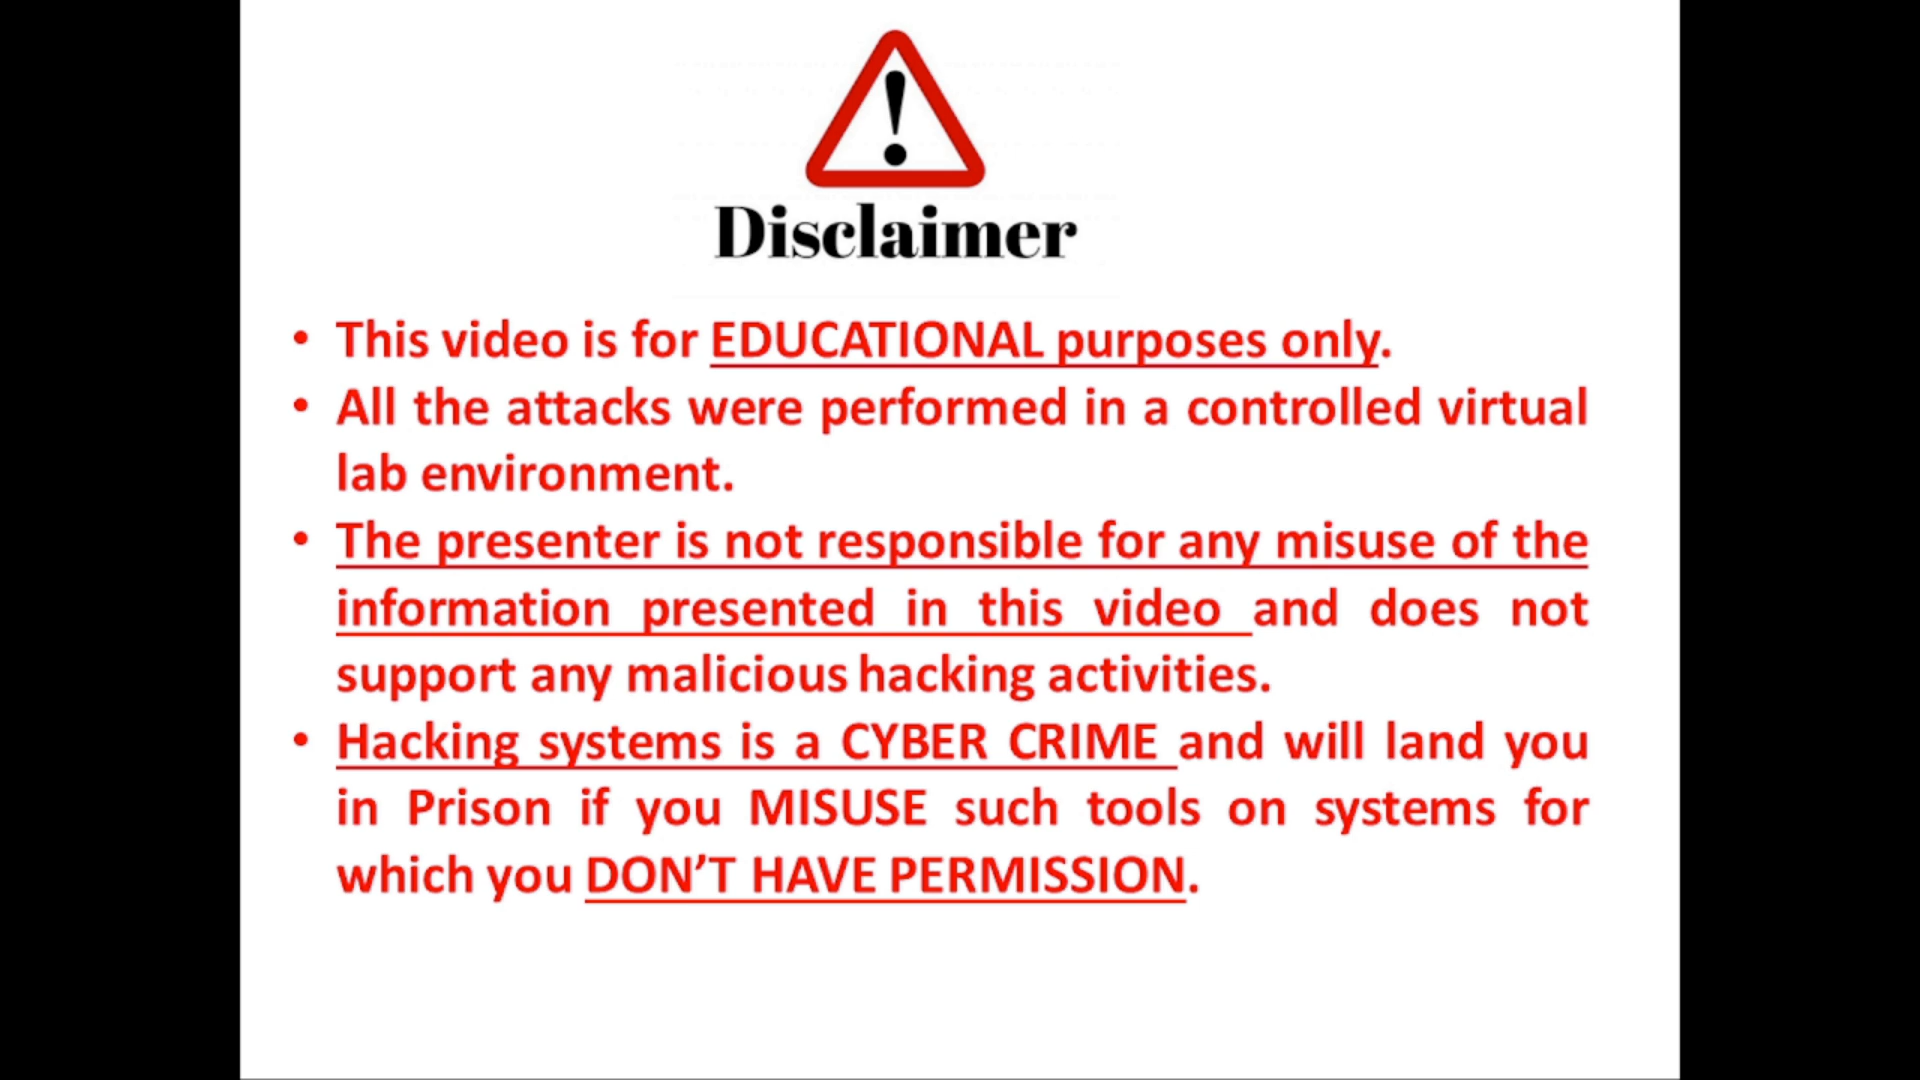 Disclaimer
• This video is for EDUCATIONAL purposes only.
• All the attacks were performed in a controlled virtual
lab environment.
• The presenter is not responsible for any misuse of the
information presented in this video and does not
support any malicious hacking activities.
• Hacking systems is a CYBER CRIME and will land you
in Prison if you MISUSE such tools on systems for
which you DON’T HAVE PERMISSION.